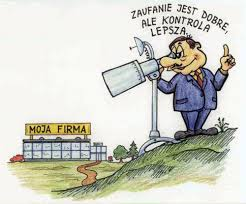 ZAUFANIE JEST DOBRE,
ALE KONTROLA
LEPSZA...
MOJA FIRMA